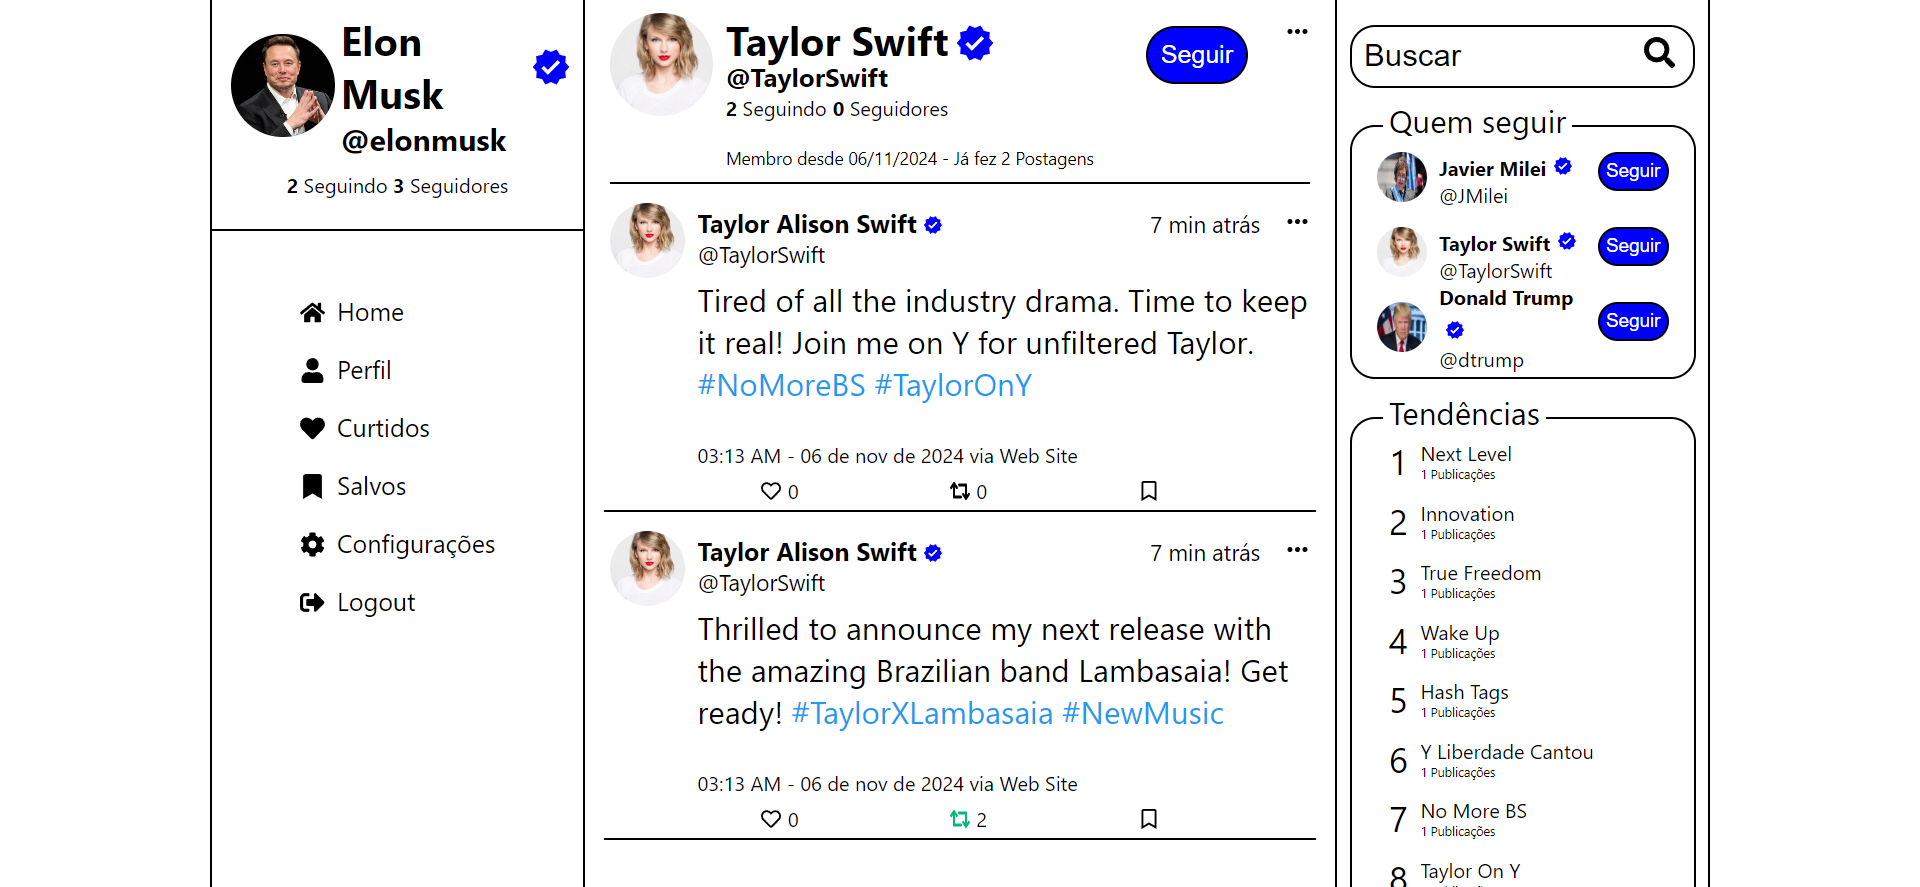 Elon
Musk
@elonmusk
2 Seguindo 3 Seguidores
Home
Perfil
Curtidos
Salvos
Configurações
Logout
Taylor Swift
@TaylorSwift
2 Seguindo 0 Seguidores
Seguir
Membro desde 06/11/2024 - Já fez 2 Postagens
Taylor Alison Swift 7 min atrás
@TaylorSwift
Tired of all the industry drama. Time to keep
it real! Join me on Y for unfiltered Taylor.
#NoMoreBS #TaylorOnY
03:13 AM - 06 de nov de 2024 via Web Site
0 0
Taylor Alison Swift 7 min atrás
@TaylorSwift
Thrilled to announce my next release with
the amazing Brazilian band Lambasaia! Get
ready! #TaylorXLambasaia #NewMusic
03:13 AM - 06 de nov de 2024 via Web Site
0 2
Buscar
Quem seguir
Javier Milei
@JMilei
Seguir
Taylor Swift
@TaylorSwift
Seguir
Donald Trump
@dtrump
Seguir
Tendências
1 Next Level
1 Publicações
2 Innovation
1 Publicações
3 True Freedom
1 Publicações
4 Wake Up
1 Publicações
5 Hash Tags
1 Publicações
6 Y Liberdade Cantou
1 Publicações
7 No More BS
1 Publicações
8 Taylor On Y